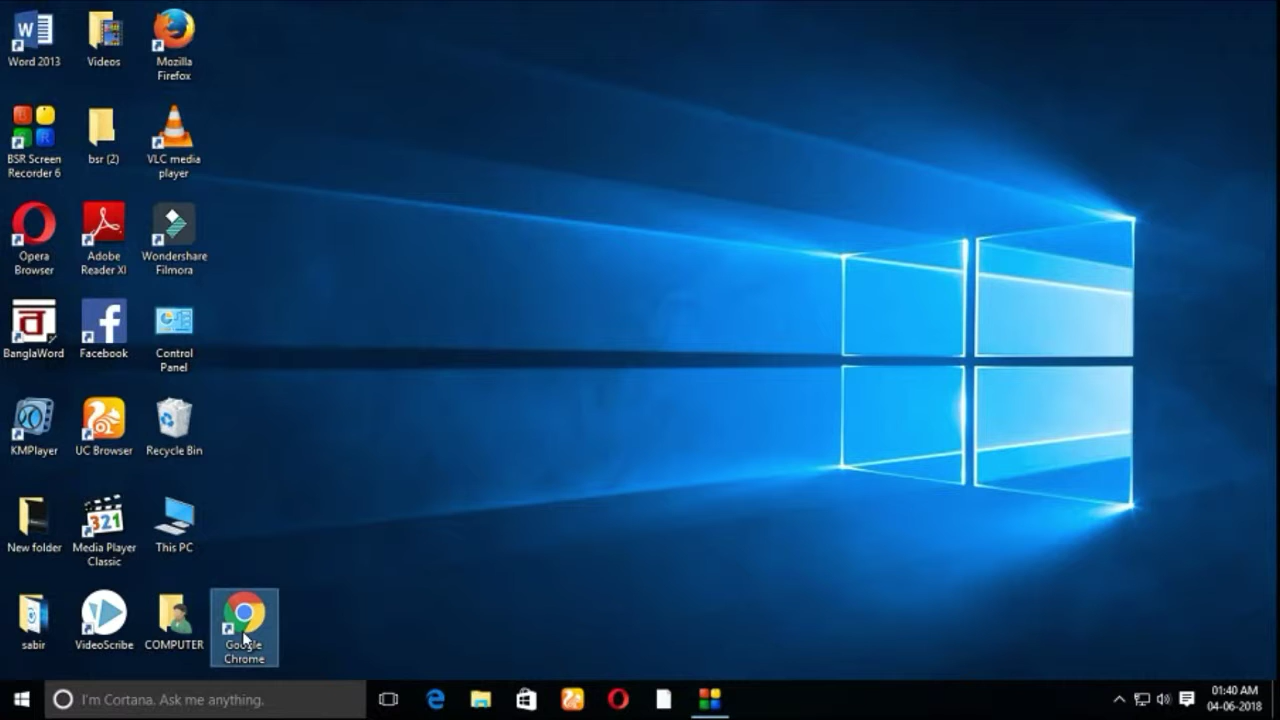 Word 2013
Videos
Mozilla
Firefox
BSR Screen
Recorder 6
bsr (2)
VLC media
player
Opera
Browser
Adobe
Reader XI
Wondershare
Filmora
BanglaWord
Facebook
Control
Panel
KMPlayer
UC Browser
Recycle Bin
New folder
Media Player
Classic
This PC
sabir
VideoScribe
COMPUTER
Google
Chrome
I'm Cortana. Ask me anything.
01:40 AM
04-06-2018